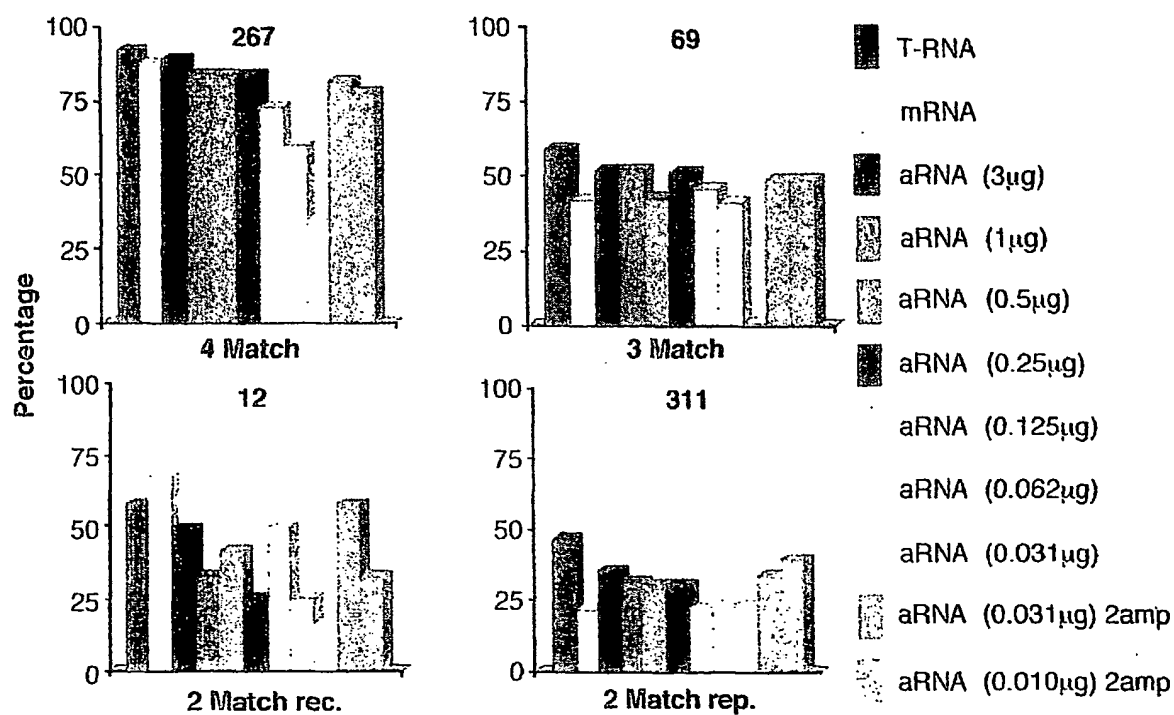 Percentage
100
75
50
25
0
267
4 Match
100
75
50
25
0
69
3 Match
100
75
50
25
0
12
2 Match rec.
100
75
50
25
0
311
2 Match rep.
T-RNA
mRNA
aRNA (3µg)
aRNA (1µg)
aRNA (0.5µg)
aRNA (0.25µg)
aRNA (0.125µg)
aRNA (0.062µg)
aRNA (0.031µg)
aRNA (0.031µg) 2amp
aRNA (0.010µg) 2amp